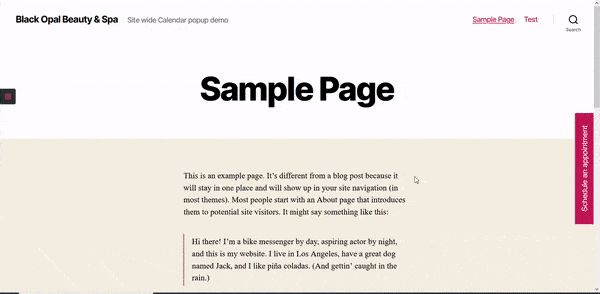 Black Opal Beauty & Spa
Site wide Calendar popup demo
Sample Page
Test
Search
Sample Page
Schedule an appointment
This is an example page. It's different from a blog post because it
will stay in one place and will show up in your site navigation (in
most themes). Most people start with an About page that introduces
them to potential site visitors. It might say something like this:
Hi there! I'm a bike messenger by day, aspiring actor by night,
and this is my website. I live in Los Angeles, have a great dog
named Jack, and I like piña coladas. (And gettin' caught in the
rain.)